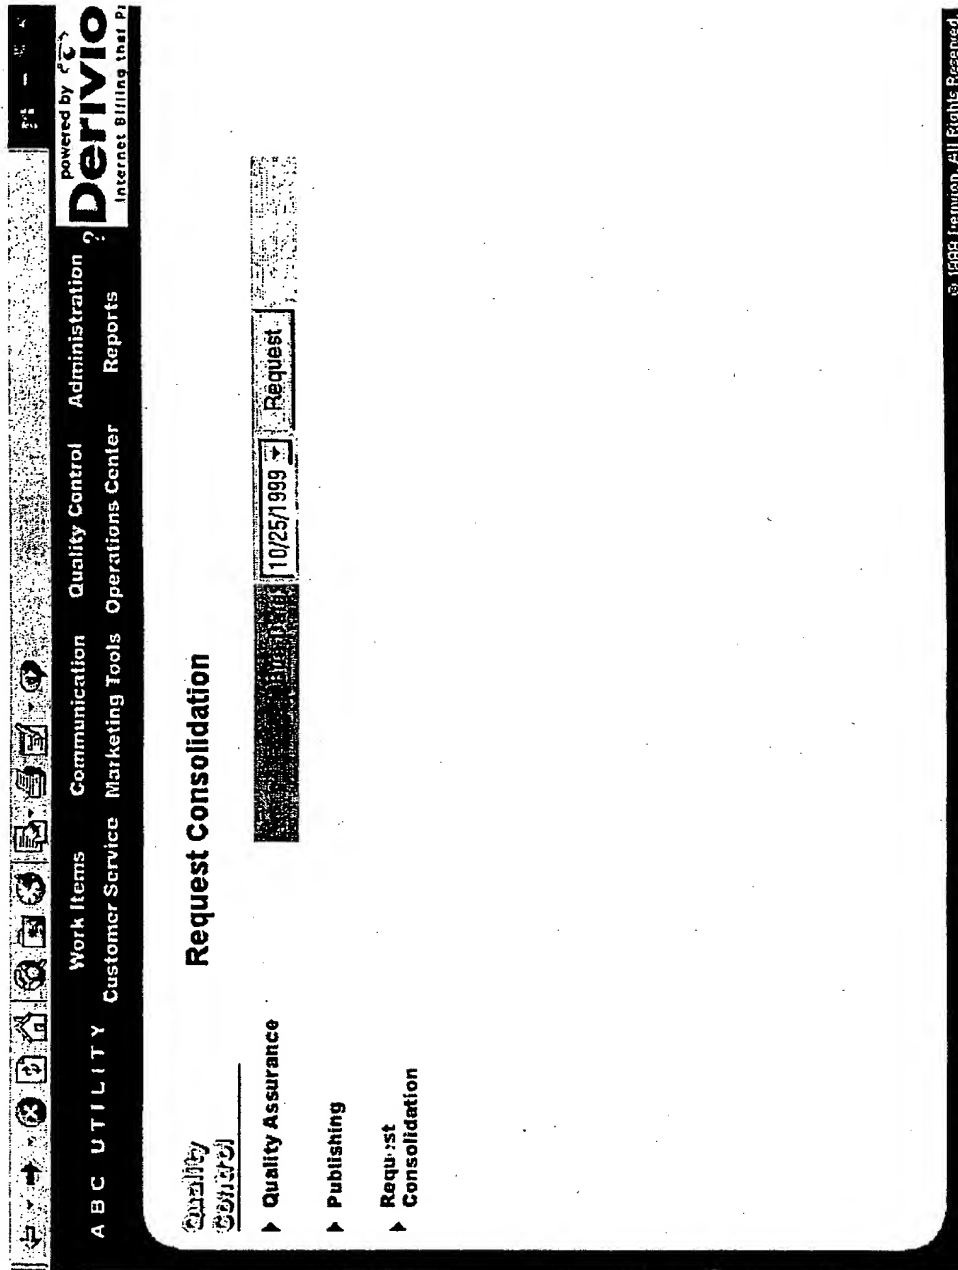 powered by
Derivio
Internet Billing that Pa
ABC UTILITY
Work Items Communication Quality Control Administration ?
Customer Service Marketing Tools Operations Center Reports
Quality
Control
Request Consolidation
Quality Assurance
10/25/1999 Request
Publishing
Request
Consolidation
© 1999 Derivion. All Rights Reserved.